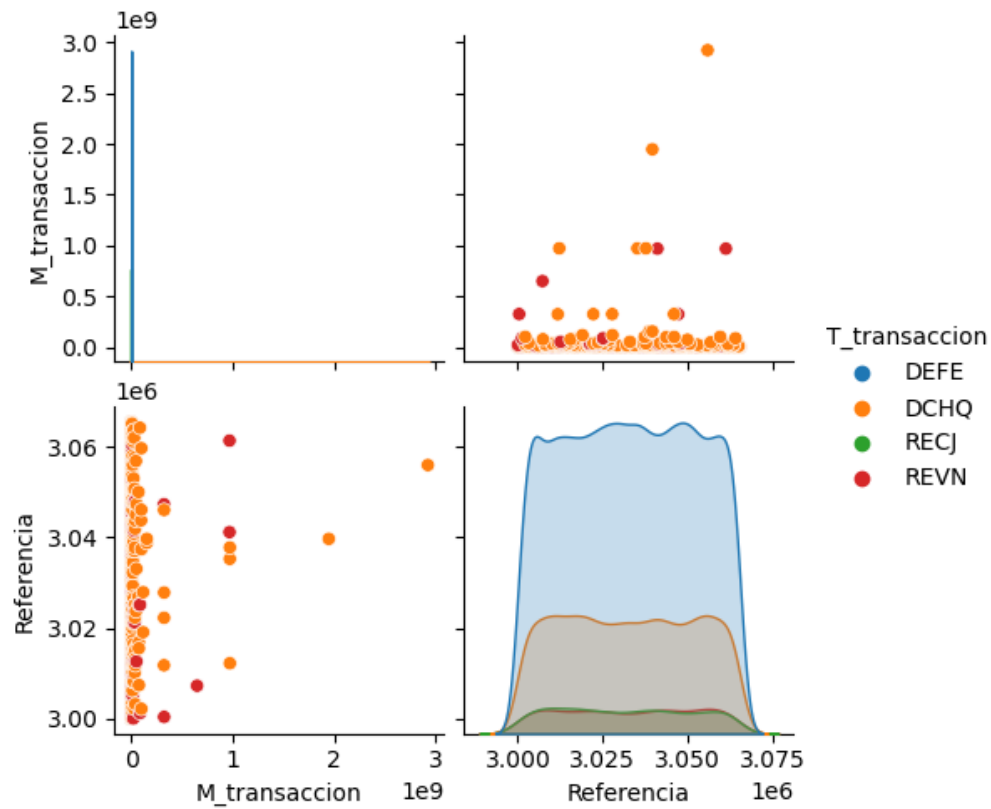 1e9
3.0
2.5
2.0
1.5
1.0
0.5
0.0
M_transaccion
T_transaccion
DEFE
DCHQ
RECJ
REVN
1e6
3.06
3.04
3.02
3.00
Referencia
0 1 2 3
M_transaccion 1e9
3.000 3.025 3.050 3.075
Referencia 1e6